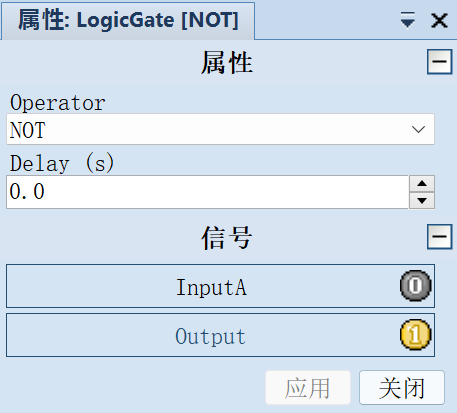 属性: LogicGate [NOT]
属性
Operator
NOT
Delay (s)
0.0
信号
InputA 0
Output 1
应用 关闭